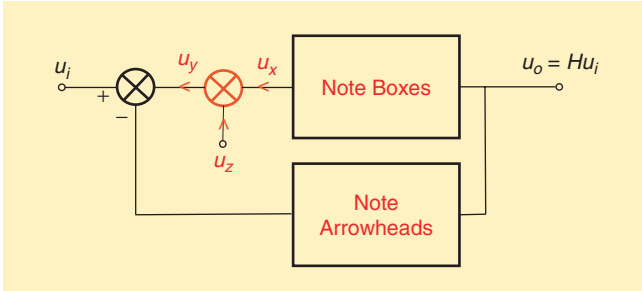 u_i
+
−
u_y
u_x
u_z
Note Boxes
u_o = Hu_i
Note
Arrowheads